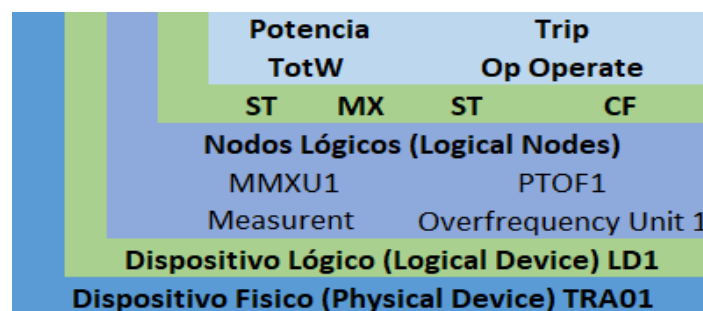 Potencia Trip
TotW Op Operate
ST MX ST CF
Nodos Lógicos (Logical Nodes)
MMXU1 PTOF1
Measurent Overfrequency Unit 1
Dispositivo Lógico (Logical Device) LD1
Dispositivo Fisico (Physical Device) TRA01